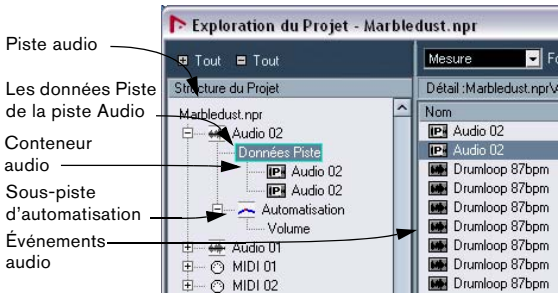 Exploration du Projet - Marbledust.npr
Piste audio
Les données Piste
de la piste Audio
Conteneur
audio
Sous-piste
d'automatisation
Événements
audio
Tout
Tout
Structure du Projet
Marbledust.npr
Audio 02
Données Piste
Audio 02
Audio 02
Automatisation
Volume
Audio 01
MIDI 01
MIDI 02
Mesure
Détail :Marbledust.npr\
Nom
Audio 02
Audio 02
Drumloop 87bpm
Drumloop 87bpm
Drumloop 87bpm
Drumloop 87bpm
Drumloop 87bpm
Drumloop 87bpm
Drumloop 87bpm